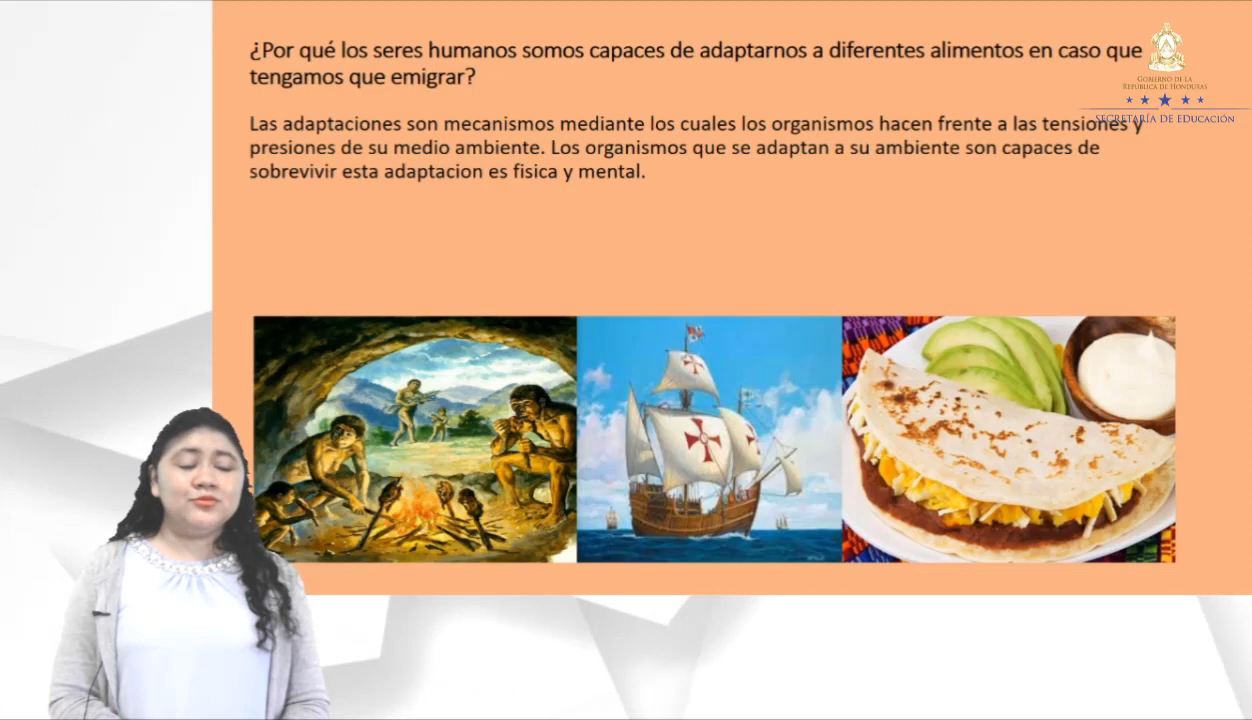 ¿Por qué los seres humanos somos capaces de adaptarnos a diferentes alimentos en caso que
tengamos que emigrar?
GOBIERNO DE LA
REPÚBLICA DE HONDURAS
SECRETARÍA DE EDUCACIÓN
Las adaptaciones son mecanismos mediante los cuales los organismos hacen frente a las tensiones y
presiones de su medio ambiente. Los organismos que se adaptan a su ambiente son capaces de
sobrevivir esta adaptacion es fisica y mental.